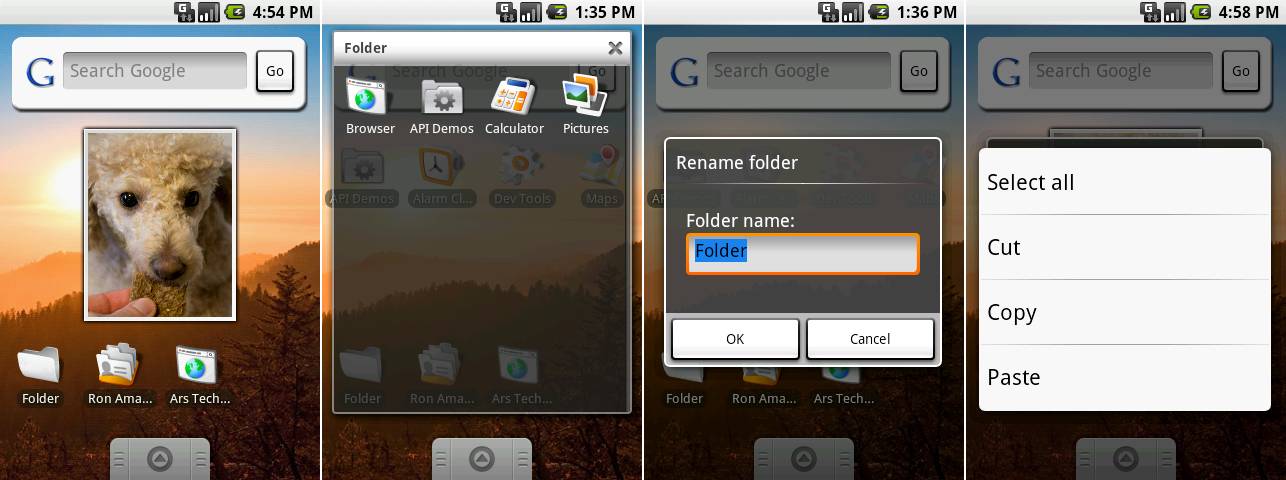 4:54 PM
G Search Google Go
Folder Ron Ama... Ars Tech...
1:35 PM
Folder
Search Google Go
Browser API Demos Calculator Pictures
API Demos Alarm Cl... Dev Tools Maps
Folder Ron Ama... Ars Tech...
1:36 PM
G Search Google Go
Rename folder
Folder name:
Folder
OK Cancel
Folder Ron Ama... Ars Tech...
4:58 PM
G Search Google Go
Select all
Cut
Copy
Paste